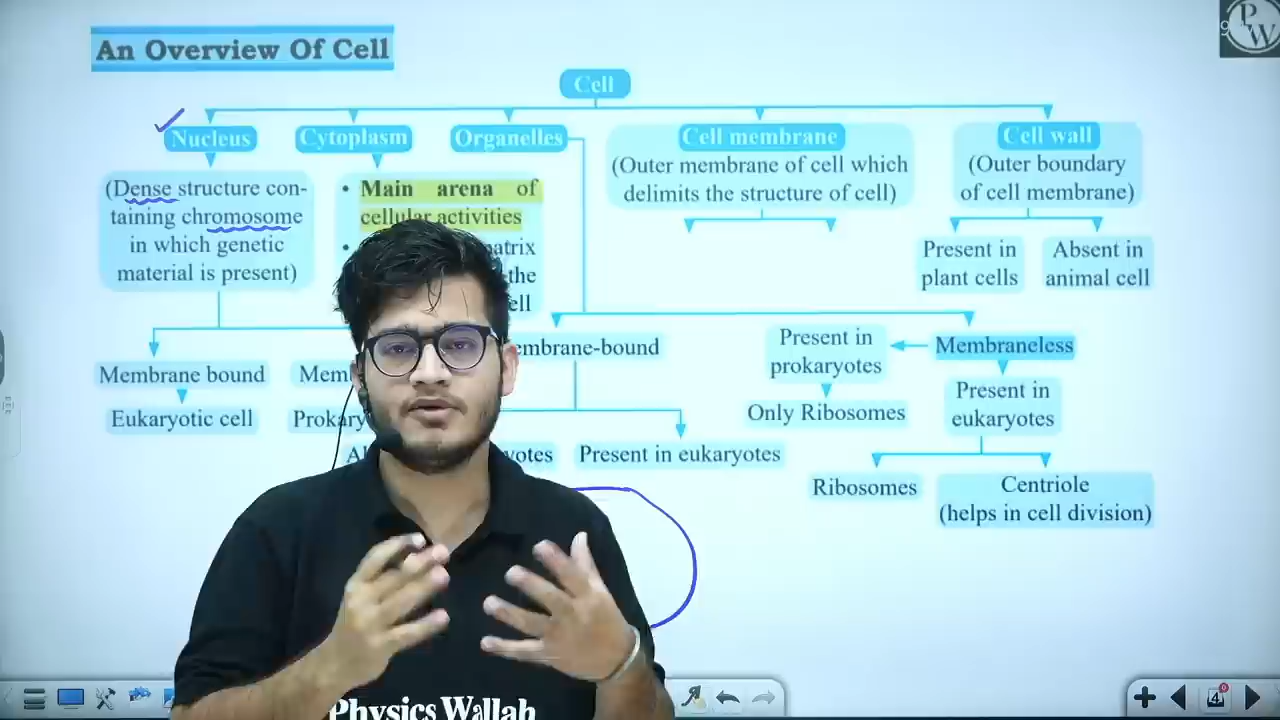 An Overview Of Cell
PW
Cell
Nucleus
Cytoplasm
Organelles
Cell membrane
Cell wall
(Dense structure con-
taining chromosome
in which genetic
material is present)
• Main arena of
cellular activities
•
the
(Outer membrane of cell which
delimits the structure of cell)
(Outer boundary
of cell membrane)
Present in
plant cells
Absent in
animal cell
Membrane bound
Eukaryotic cell
Present in eukaryotes
Present in
prokaryotes
Only Ribosomes
Membraneless
Present in
eukaryotes
Ribosomes
Centriole
(helps in cell division)
Physics Wallah
4